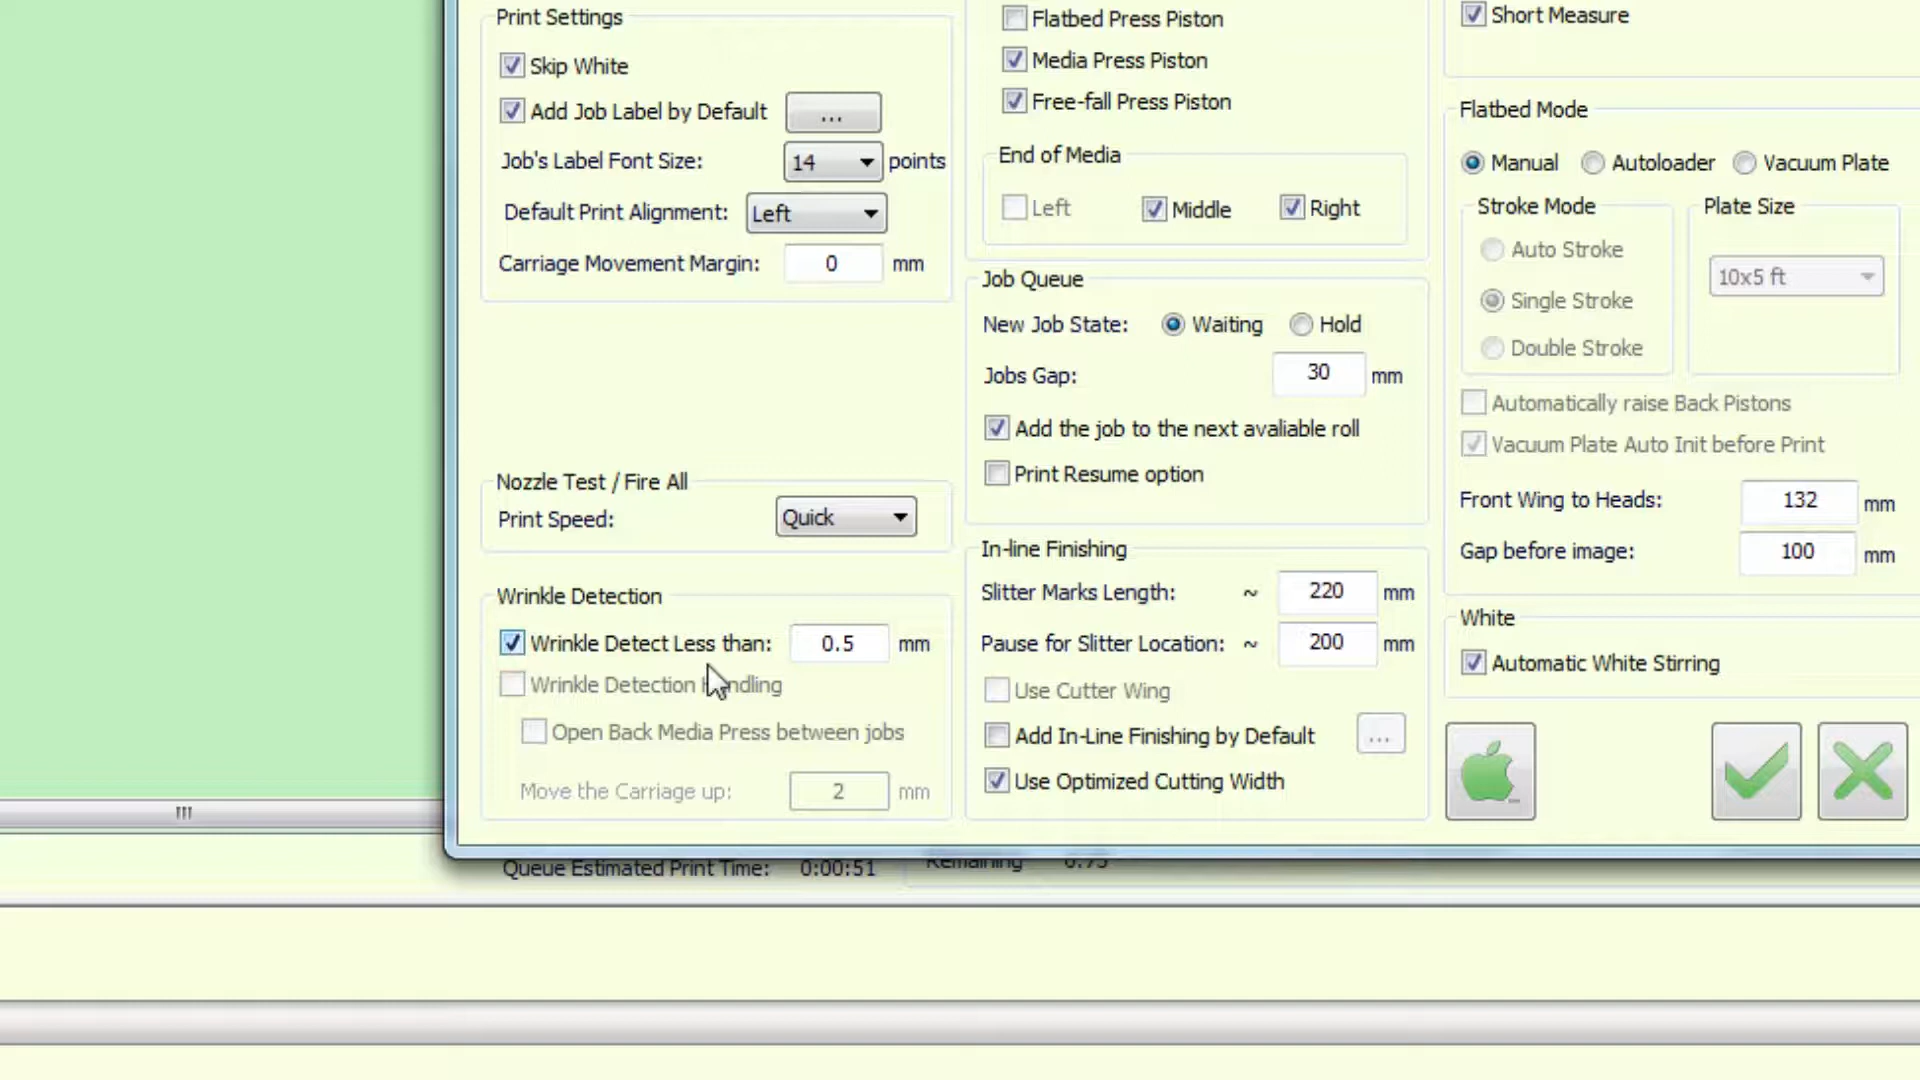 Print Settings
Skip White
Add Job Label by Default
...
Job's Label Font Size:
14
points
Default Print Alignment:
Left
Carriage Movement Margin:
0
mm
Nozzle Test / Fire All
Print Speed:
Quick
Wrinkle Detection
Wrinkle Detect Less than:
0.5
mm
Wrinkle Detection
Open Back Media Press between jobs
Move the Carriage up:
2
mm
Flatbed Press Piston
Media Press Piston
Free-fall Press Piston
End of Media
Left
Middle
Right
Job Queue
New Job State:
Waiting
Hold
Jobs Gap:
30
mm
Add the job to the next avaliable roll
Print Resume option
In-line Finishing
Slitter Marks Length:
~
220
mm
Pause for Slitter Location:
~
200
mm
Use Cutter Wing
Add In-Line Finishing by Default
...
Use Optimized Cutting Width
Short Measure
Flatbed Mode
Manual
Autoloader
Vacuum Plate
Stroke Mode
Auto Stroke
Single Stroke
Double Stroke
Plate Size
10x5 ft
Automatically raise Back Pistons
Vacuum Plate Auto Init before Print
Front Wing to Heads:
132
mm
Gap before image:
100
mm
White
Automatic White Stirring
Queue Estimated Print Time:
0:00:51
Remaining